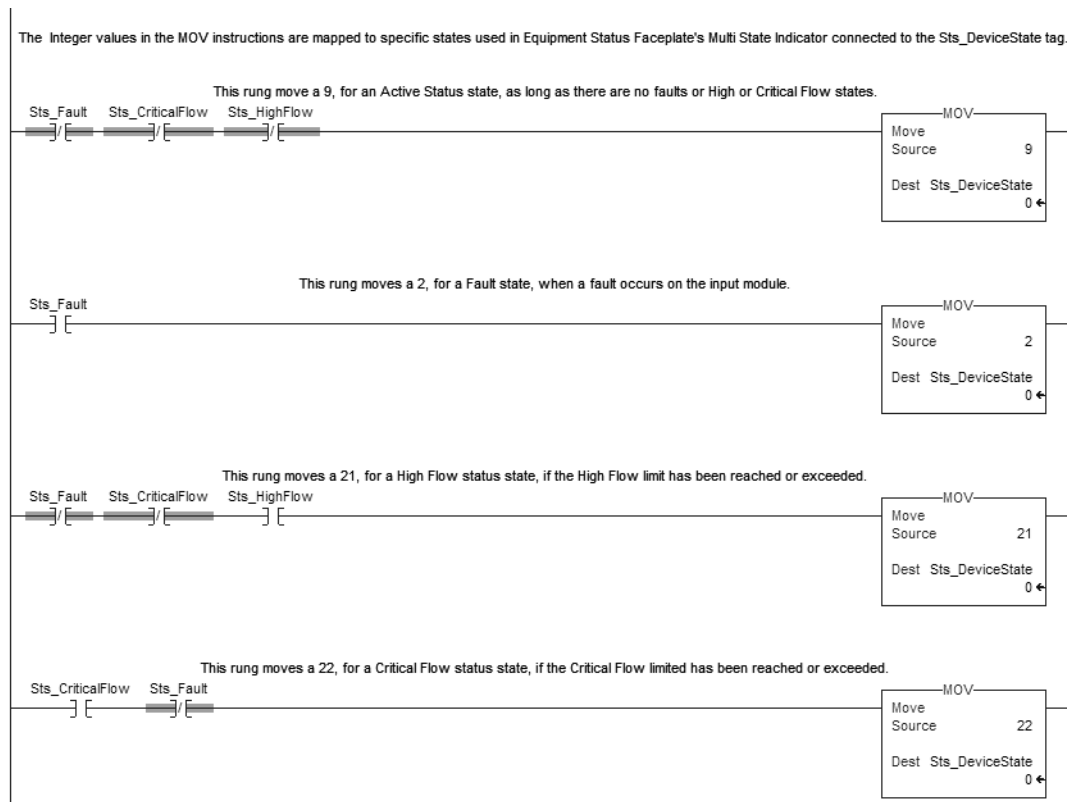 The Integer values in the MOV instructions are mapped to specific states used in Equipment Status Faceplate's Multi State Indicator connected to the Sts_DeviceState tag.
This rung move a 9, for an Active Status state, as long as there are no faults or High or Critical Flow states.
Sts_Fault Sts_CriticalFlow Sts_HighFlow
MOV
Move
Source 9
Dest Sts_DeviceState
0
This rung moves a 2, for a Fault state, when a fault occurs on the input module.
Sts_Fault
MOV
Move
Source 2
Dest Sts_DeviceState
0
This rung moves a 21, for a High Flow status state, if the High Flow limit has been reached or exceeded.
Sts_Fault Sts_CriticalFlow Sts_HighFlow
MOV
Move
Source 21
Dest Sts_DeviceState
0
This rung moves a 22, for a Critical Flow status state, if the Critical Flow limited has been reached or exceeded.
Sts_CriticalFlow Sts_Fault
MOV
Move
Source 22
Dest Sts_DeviceState
0